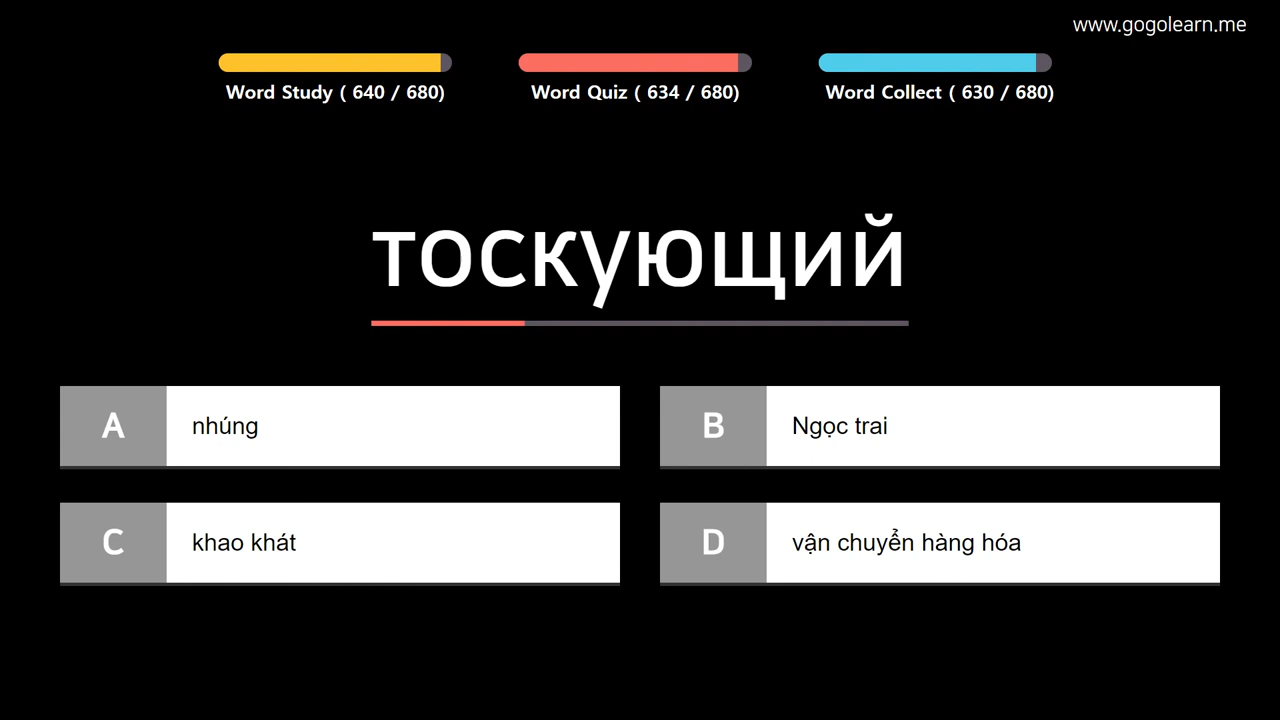 www.gogolearn.me
Word Study ( 640 / 680)
Word Quiz ( 634 / 680)
Word Collect ( 630 / 680)
тоскующий
A nhúng
B Ngọc trai
C khao khát
D vận chuyển hàng hóa